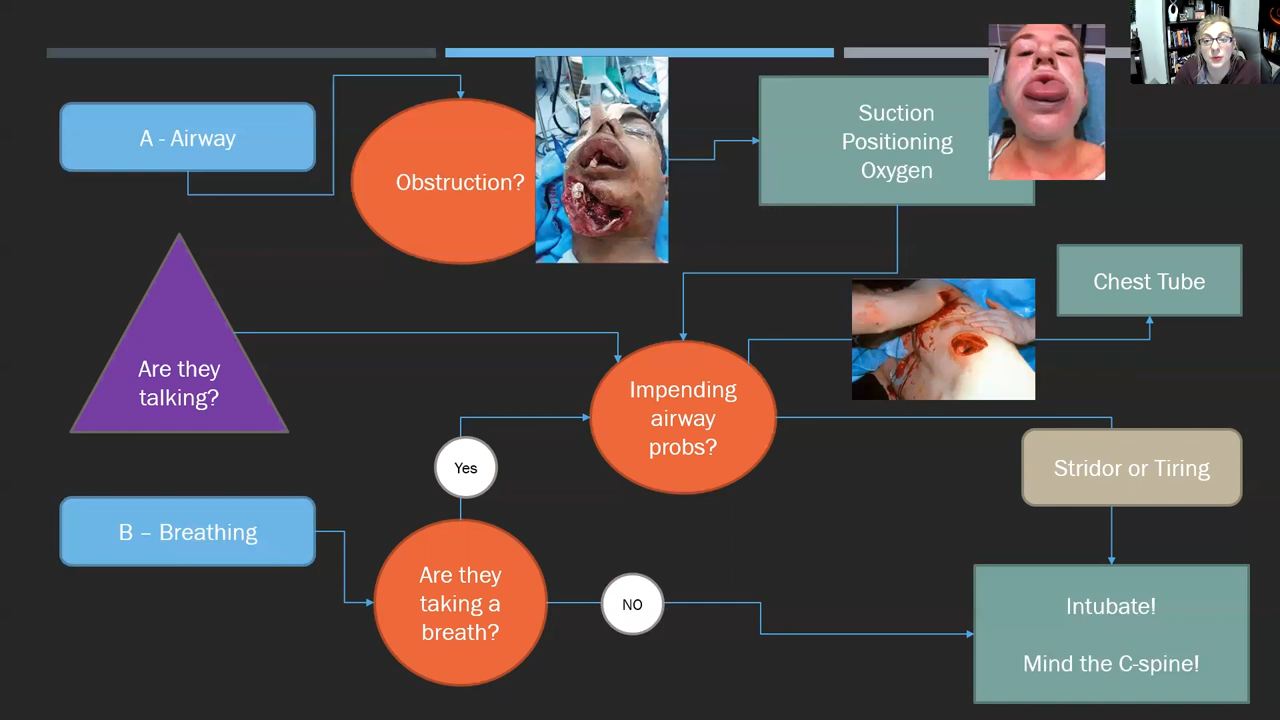 A - Airway
Obstruction?
Suction
Positioning
Oxygen
Are they
talking?
Impending
airway
probs?
Chest Tube
Stridor or Tiring
Yes
B – Breathing
Are they
taking a
breath?
NO
Intubate!
Mind the C-spine!